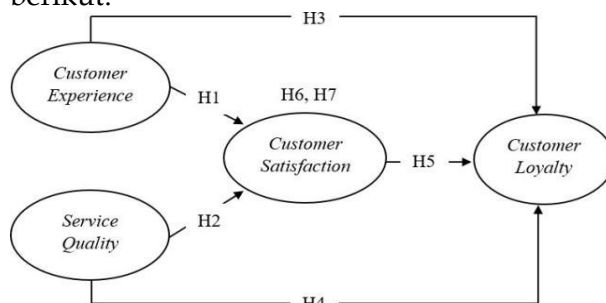 berikut:
H3
Customer
Experience
H1
H6, H7
Customer
Satisfaction
H5
Customer
Loyalty
Service
Quality
H2
H4